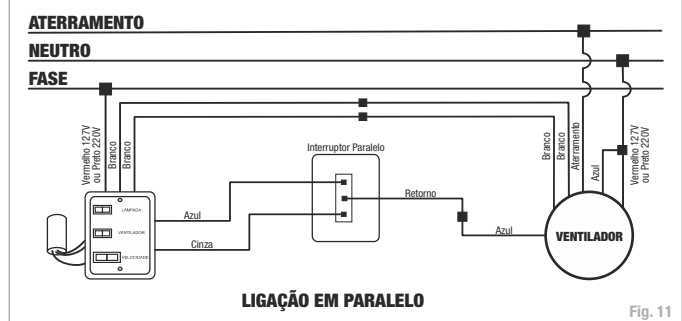 ATERRAMENTO
NEUTRO
FASE
Vermelho 127V
ou Preto 220V
Branco
Branco
Interruptor Paralelo
Branco
Branco
Aterramento
Azul
Vermelho 127V
ou Preto 220V
LÂMPADA
VENTILADOR
VELOCIDADE
Azul
Cinza
Retorno
Azul
VENTILADOR
LIGAÇÃO EM PARALELO
Fig. 11